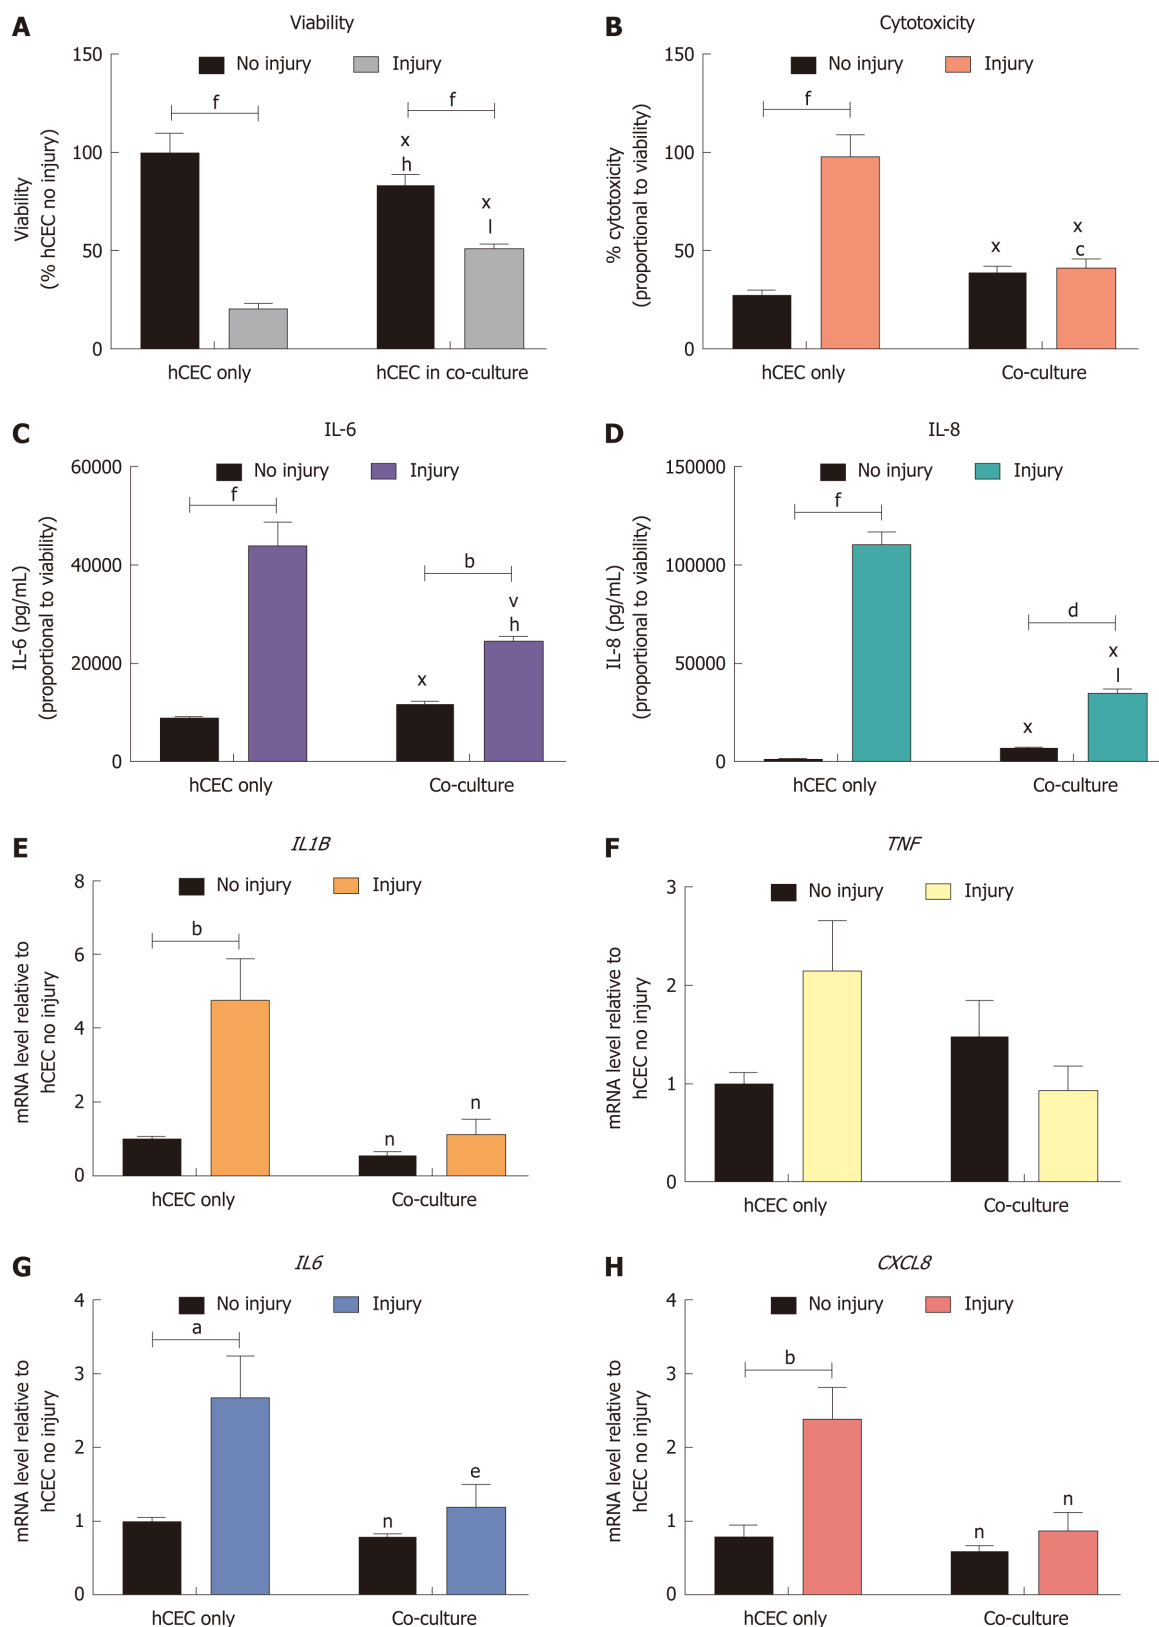 A
Viability
No injury
Injury
Viability
(% hCEC no injury)
150
100
50
0
f
f
x
h
x
l
hCEC only
hCEC in co-culture
B
Cytotoxicity
No injury
Injury
% cytotoxicity
(proportional to viability)
150
100
50
0
f
x
x
c
hCEC only
Co-culture
C
IL-6
No injury
Injury
IL-6 (pg/mL)
(proportional to viability)
60000
40000
20000
0
f
b
v
h
x
hCEC only
Co-culture
D
IL-8
No injury
Injury
IL-8 (pg/mL)
(proportional to viability)
150000
100000
50000
0
f
d
x
l
x
hCEC only
Co-culture
E
IL1B
No injury
Injury
mRNA level relative to
hCEC no injury
8
6
4
2
0
b
n
n
hCEC only
Co-culture
F
TNF
No injury
Injury
mRNA level relative to
hCEC no injury
3
2
1
0
hCEC only
Co-culture
G
IL6
No injury
Injury
mRNA level relative to
hCEC no injury
4
3
2
1
0
a
n
e
hCEC only
Co-culture
H
CXCL8
No injury
Injury
mRNA level relative to
hCEC no injury
4
3
2
1
0
b
n
n
hCEC only
Co-culture